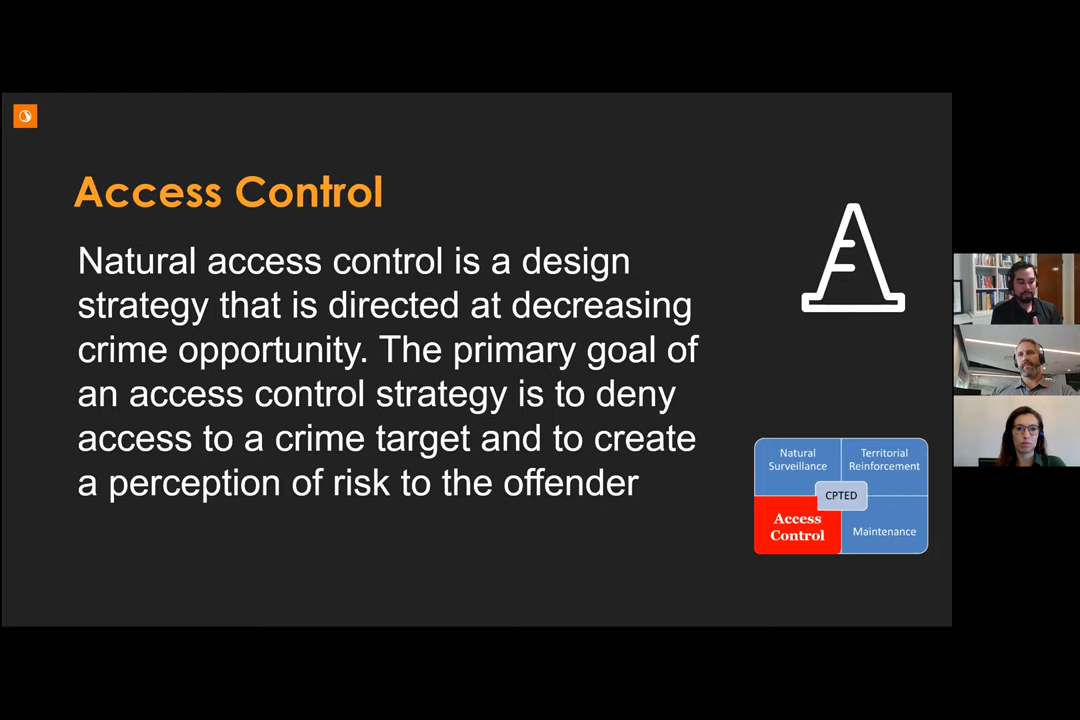 Access Control
Natural access control is a design
strategy that is directed at decreasing
crime opportunity. The primary goal of
an access control strategy is to deny
access to a crime target and to create
a perception of risk to the offender
Natural
Surveillance
Territorial
Reinforcement
CPTED
Access
Control
Maintenance